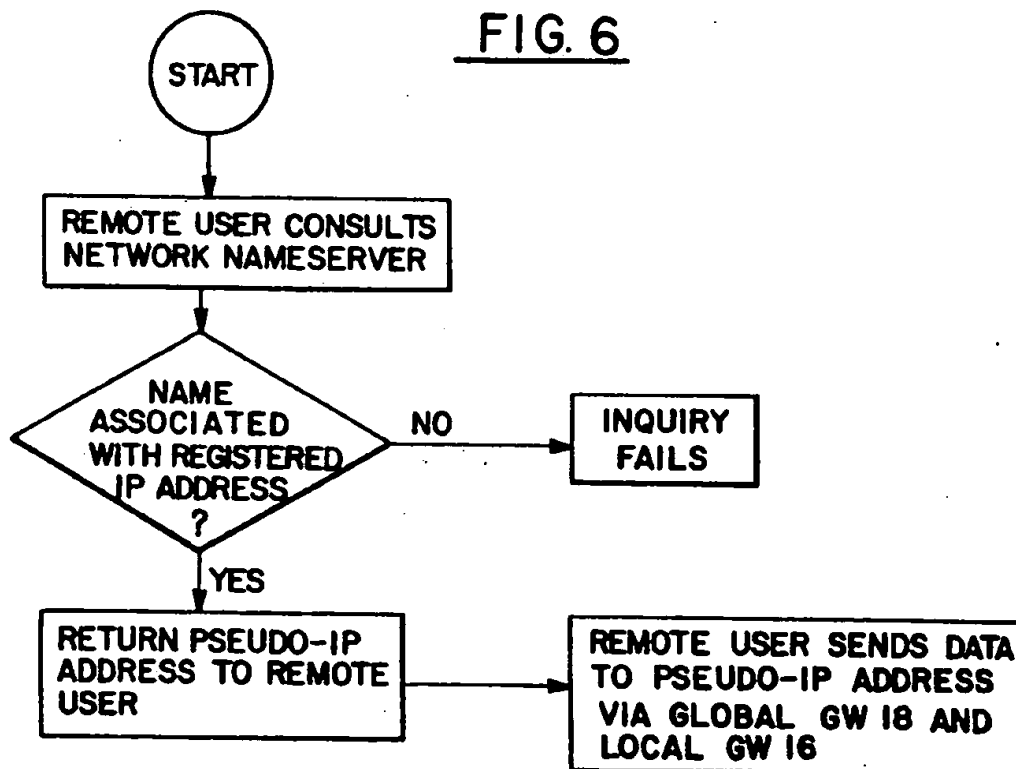 FIG. 6
START
REMOTE USER CONSULTS
NETWORK NAMESERVER
NAME
ASSOCIATED
WITH REGISTERED
IP ADDRESS
?
NO
INQUIRY
FAILS
YES
RETURN PSEUDO-IP
ADDRESS TO REMOTE
USER
REMOTE USER SENDS DATA
TO PSEUDO-IP ADDRESS
VIA GLOBAL GW 18 AND
LOCAL GW 16